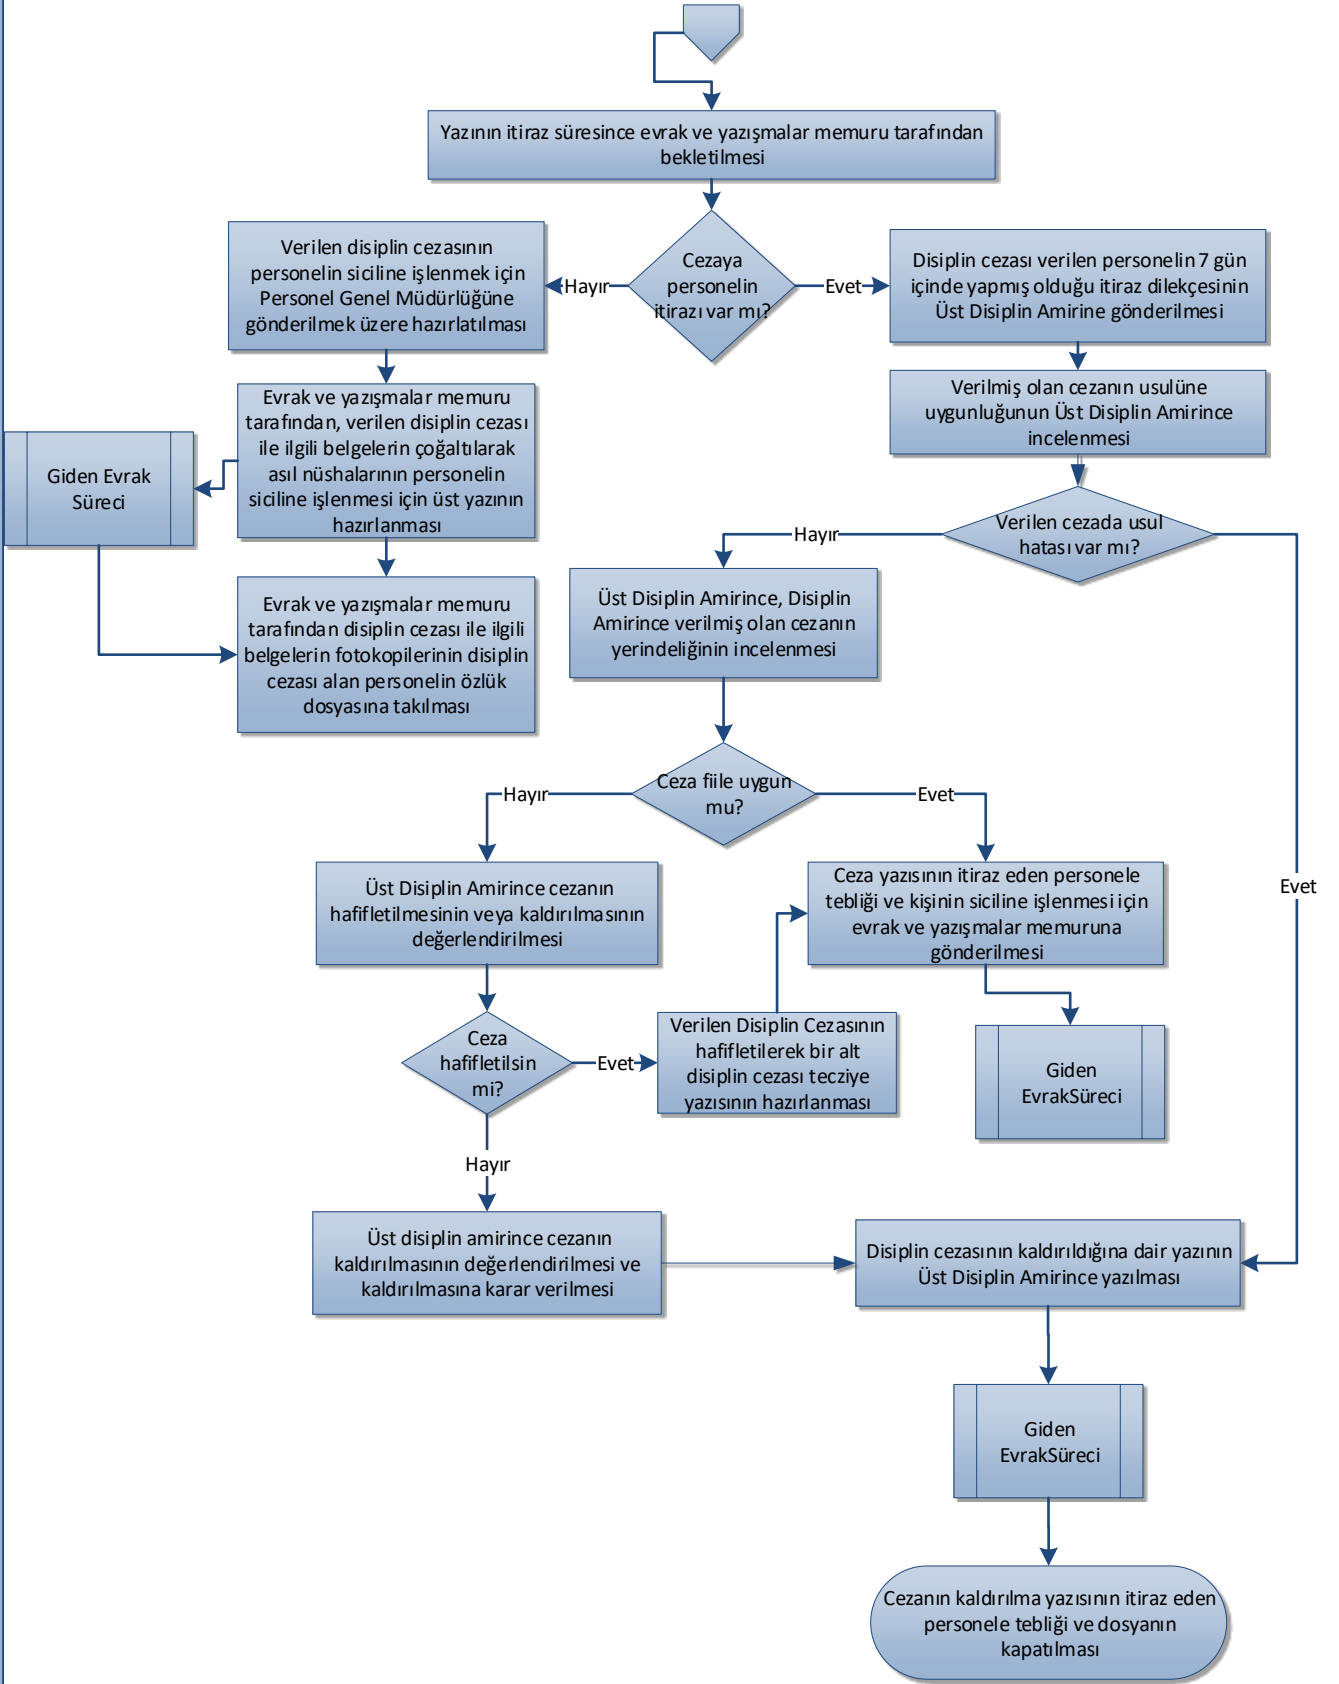 Yazının itiraz süresince evrak ve yazışmalar memuru tarafından
bekletilmesi
Cezaya
personelin
itirazı var mı?
Hayır
Evet
Verilen disiplin cezasının
personelin siciline işlenmek için
Personel Genel Müdürlüğüne
gönderilmek üzere hazırlatılması
Disiplin cezası verilen personelin 7 gün
içinde yapmış olduğu itiraz dilekçesinin
Üst Disiplin Amirine gönderilmesi
Evrak ve yazışmalar memuru
tarafından, verilen disiplin cezası
ile ilgili belgelerin çoğaltılarak
asıl nüshalarının personelin
siciline işlenmesi için üst yazının
hazırlanması
Verilmiş olan cezanın usulüne
uygunluğunun Üst Disiplin Amirince
incelenmesi
Giden Evrak
Süreci
Verilen cezada usul
hatası var mı?
Hayır
Evet
Evrak ve yazışmalar memuru
tarafından disiplin cezası ile ilgili
belgelerin fotokopilerinin disiplin
cezası alan personelin özlük
dosyasına takılması
Üst Disiplin Amirince, Disiplin
Amirince verilmiş olan cezanın
yerindeliğinin incelenmesi
Ceza fiile uygun
mu?
Hayır
Evet
Üst Disiplin Amirince cezanın
hafifletilmesinin veya kaldırılmasının
değerlendirilmesi
Ceza yazısının itiraz eden personele
tebliği ve kişinin siciline işlenmesi için
evrak ve yazışmalar memuruna
gönderilmesi
Ceza
hafifletilsin
mi?
Evet
Hayır
Verilen Disiplin Cezasının
hafifletilerek bir alt
disiplin cezası tecziye
yazısının hazırlanması
Giden
EvrakSüreci
Üst disiplin amirince cezanın
kaldırılmasının değerlendirilmesi ve
kaldırılmasına karar verilmesi
Disiplin cezasının kaldırıldığına dair yazının
Üst Disiplin Amirince yazılması
Giden
EvrakSüreci
Cezanın kaldırılma yazısının itiraz eden
personele tebliği ve dosyanın
kapatılması